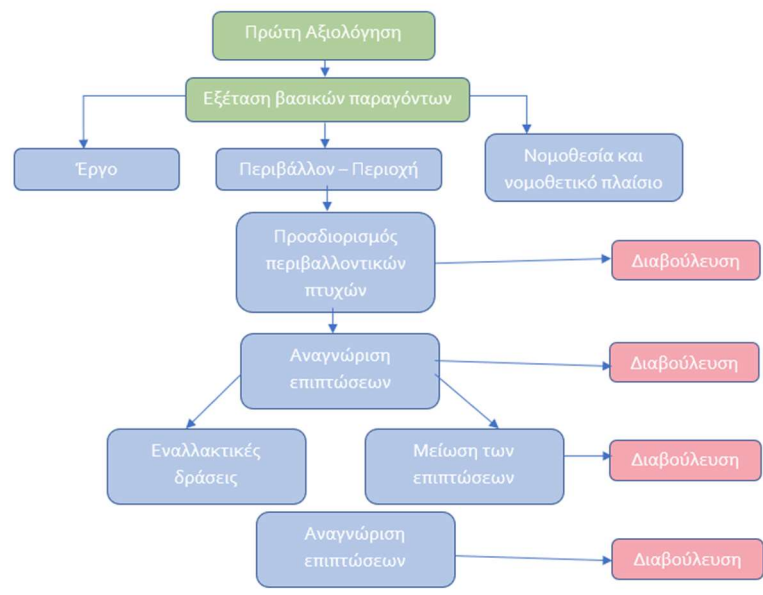 Πρώτη Αξιολόγηση
Εξέταση βασικών παραγόντων
Έργο
Περιβάλλον – Περιοχή
Νομοθεσία και
νομοθετικό πλαίσιο
Προσδιορισμός
περιβαλλοντικών
πτυχών
Διαβούλευση
Αναγνώριση
επιπτώσεων
Διαβούλευση
Εναλλακτικές
δράσεις
Μείωση των
επιπτώσεων
Διαβούλευση
Αναγνώριση
επιπτώσεων
Διαβούλευση